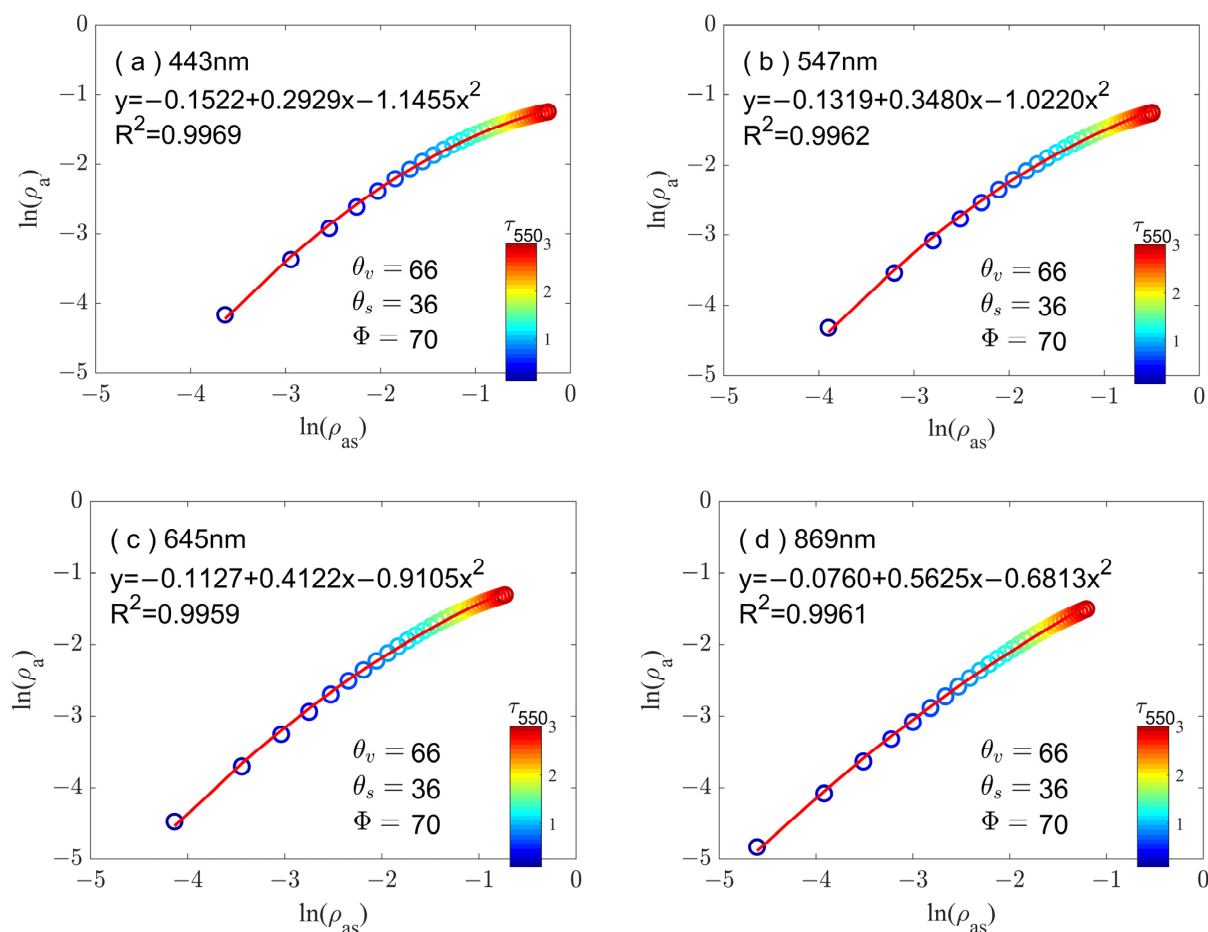 ( a ) 443nm
y=−0.1522+0.2929x−1.1455x²
R²=0.9969
θᵥ = 66
θₛ = 36
Φ = 70
τ₅₅₀
3
2
1
0
−1
−2
−3
−4
−5
ln(ρₐ)
−5 −4 −3 −2 −1 0
ln(ρₐₛ)
( b ) 547nm
y=−0.1319+0.3480x−1.0220x²
R²=0.9962
θᵥ = 66
θₛ = 36
Φ = 70
τ₅₅₀
3
2
1
0
−1
−2
−3
−4
−5
ln(ρₐ)
−5 −4 −3 −2 −1 0
ln(ρₐₛ)
( c ) 645nm
y=−0.1127+0.4122x−0.9105x²
R²=0.9959
θᵥ = 66
θₛ = 36
Φ = 70
τ₅₅₀
3
2
1
0
−1
−2
−3
−4
−5
ln(ρₐ)
−5 −4 −3 −2 −1 0
ln(ρₐₛ)
( d ) 869nm
y=−0.0760+0.5625x−0.6813x²
R²=0.9961
θᵥ = 66
θₛ = 36
Φ = 70
τ₅₅₀
3
2
1
0
−1
−2
−3
−4
−5
ln(ρₐ)
−5 −4 −3 −2 −1 0
ln(ρₐₛ)